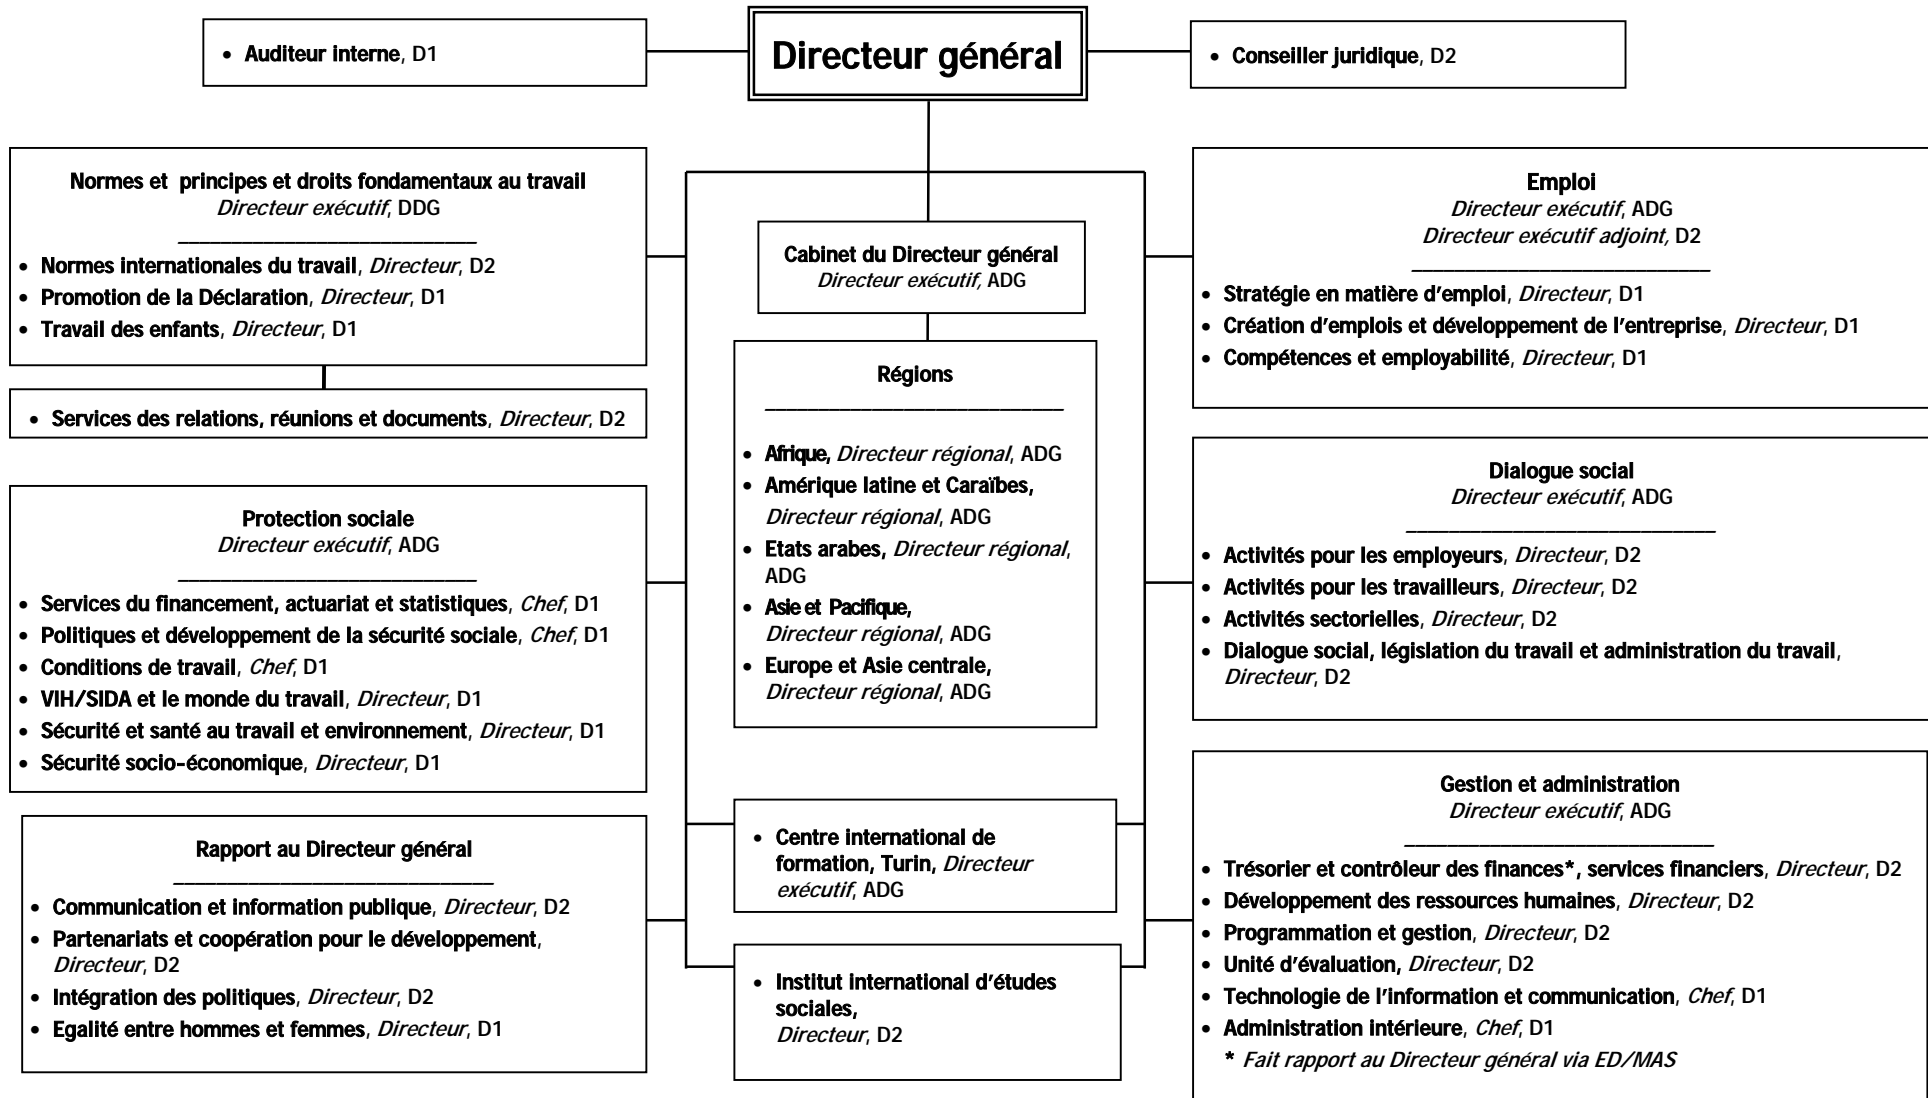 • Auditeur interne, D1
Directeur général
• Conseiller juridique, D2
Normes et principes et droits fondamentaux au travail
Directeur exécutif, DDG
• Normes internationales du travail, Directeur, D2
• Promotion de la Déclaration, Directeur, D1
• Travail des enfants, Directeur, D1
• Services des relations, réunions et documents, Directeur, D2
Protection sociale
Directeur exécutif, ADG
• Services du financement, actuariat et statistiques, Chef, D1
• Politiques et développement de la sécurité sociale, Chef, D1
• Conditions de travail, Chef, D1
• VIH/SIDA et le monde du travail, Directeur, D1
• Sécurité et santé au travail et environnement, Directeur, D1
• Sécurité socio-économique, Directeur, D1
Rapport au Directeur général
• Communication et information publique, Directeur, D2
• Partenariats et coopération pour le développement,
Directeur, D2
• Intégration des politiques, Directeur, D2
• Egalité entre hommes et femmes, Directeur, D1
Cabinet du Directeur général
Directeur exécutif, ADG
Régions
• Afrique, Directeur régional, ADG
• Amérique latine et Caraïbes,
Directeur régional, ADG
• Etats arabes, Directeur régional,
ADG
• Asie et Pacifique,
Directeur régional, ADG
• Europe et Asie centrale,
Directeur régional, ADG
• Centre international de
formation, Turin, Directeur
exécutif, ADG
• Institut international d'études
sociales,
Directeur, D2
Emploi
Directeur exécutif, ADG
Directeur exécutif adjoint, D2
• Stratégie en matière d'emploi, Directeur, D1
• Création d'emplois et développement de l'entreprise, Directeur, D1
• Compétences et employabilité, Directeur, D1
Dialogue social
Directeur exécutif, ADG
• Activités pour les employeurs, Directeur, D2
• Activités pour les travailleurs, Directeur, D2
• Activités sectorielles, Directeur, D2
• Dialogue social, législation du travail et administration du travail,
Directeur, D2
Gestion et administration
Directeur exécutif, ADG
• Trésorier et contrôleur des finances*, services financiers, Directeur, D2
• Développement des ressources humaines, Directeur, D2
• Programmation et gestion, Directeur, D2
• Unité d'évaluation, Directeur, D2
• Technologie de l'information et communication, Chef, D1
• Administration intérieure, Chef, D1
* Fait rapport au Directeur général via ED/MAS